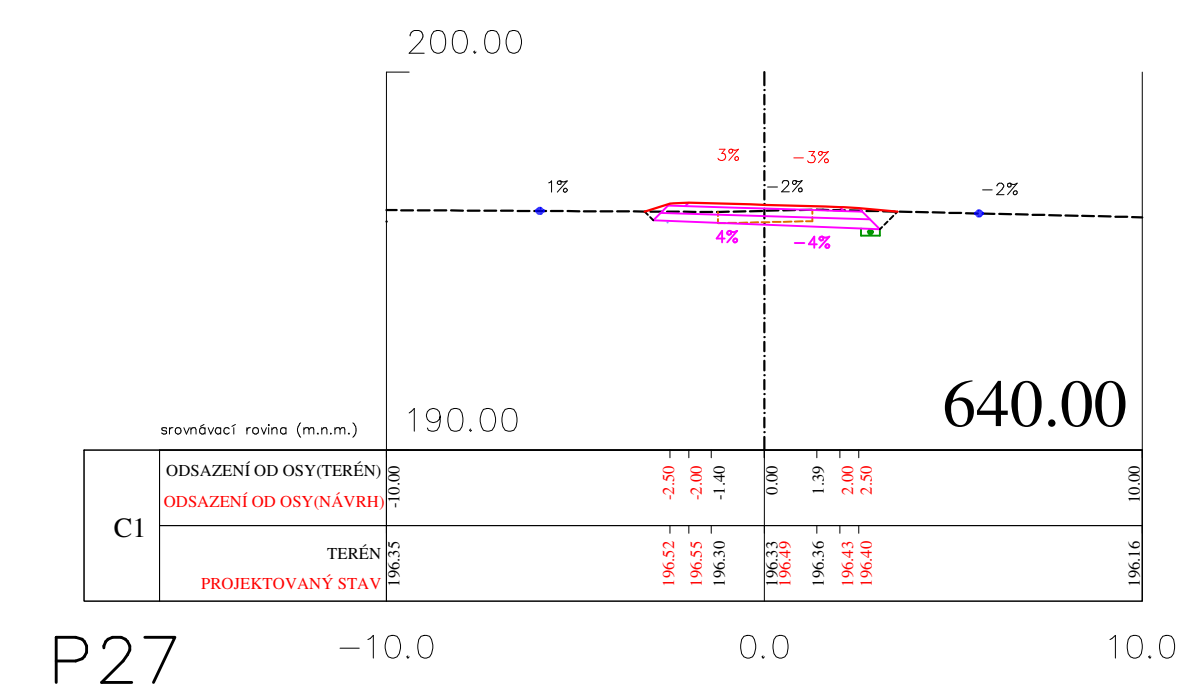 200.00
3% -3%
1% -2% -2%
4% -4%
640.00
190.00
srovnávací rovina (m.n.m.)
C1
ODSAZENÍ OD OSY(TERÉN)
ODSAZENÍ OD OSY(NÁVRH)
-10.00 -2.50 -2.00 -1.40 0.00 1.39 2.00 2.50 10.00
TERÉN
PROJEKTOVANÝ STAV
196.35 196.52 196.55 196.30 196.33 196.49 196.36 196.43 196.40 196.16
P27
-10.0 0.0 10.0